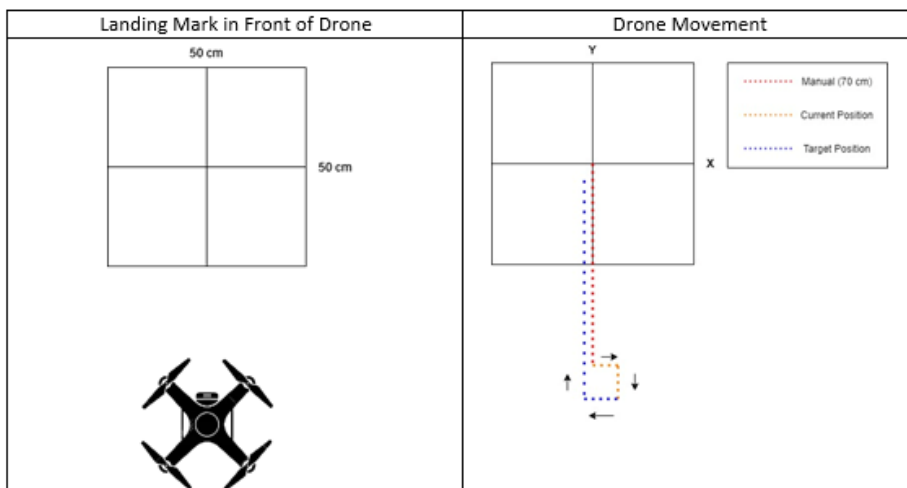 Landing Mark in Front of Drone
Drone Movement
50 cm
50 cm
Y
X
Manual (70 cm)
Current Position
Target Position